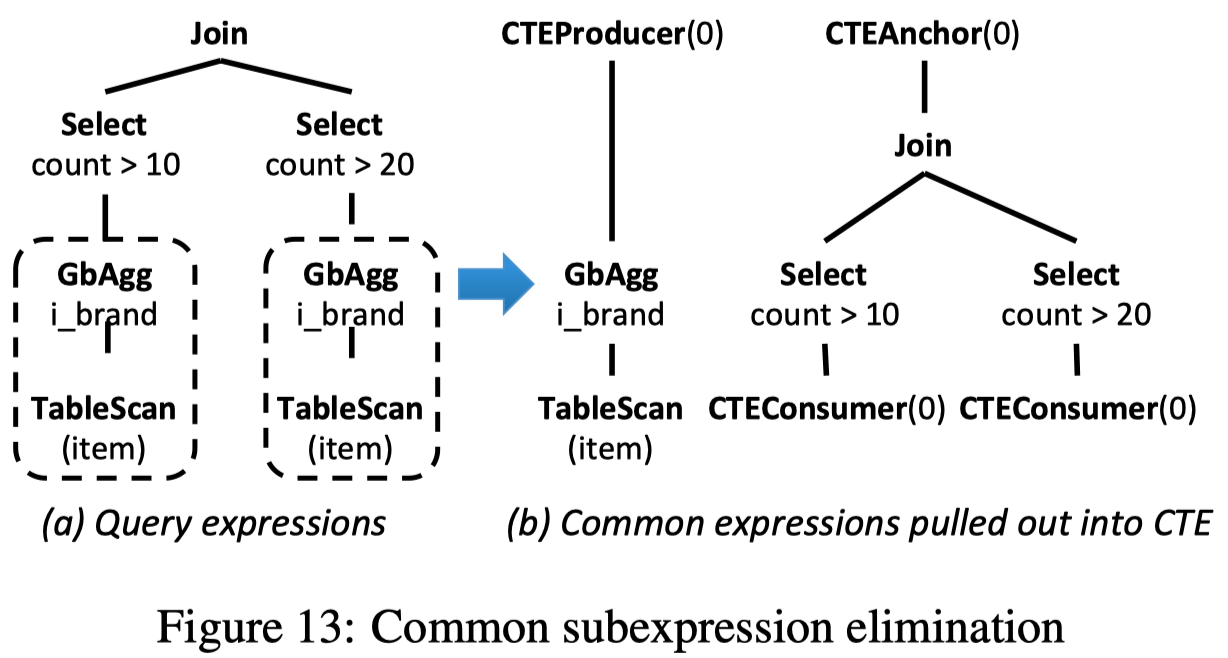 Join
Select
count > 10
Select
count > 20
GbAgg
i_brand
GbAgg
i_brand
TableScan
(item)
TableScan
(item)
(a) Query expressions
CTEProducer(0)
GbAgg
i_brand
TableScan
(item)
CTEAnchor(0)
Join
Select
count > 10
Select
count > 20
CTEConsumer(0)
CTEConsumer(0)
(b) Common expressions pulled out into CTE
Figure 13: Common subexpression elimination